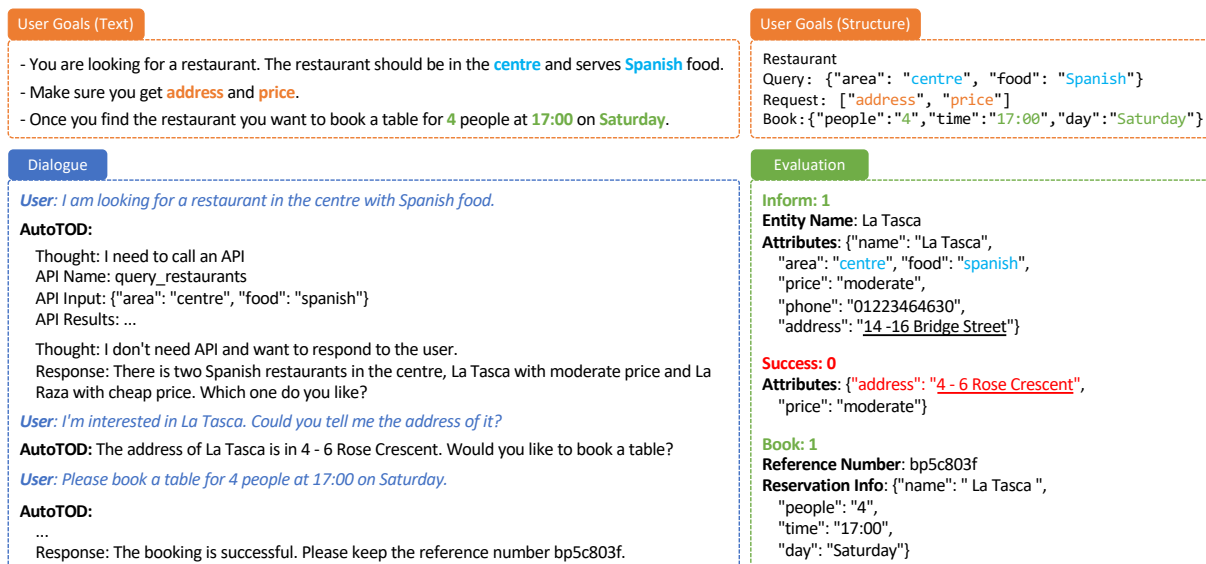 User Goals (Text)
- You are looking for a restaurant. The restaurant should be in the centre and serves Spanish food.
- Make sure you get address and price.
- Once you find the restaurant you want to book a table for 4 people at 17:00 on Saturday.
User Goals (Structure)
Restaurant
Query: {"area": "centre", "food": "Spanish"}
Request: ["address", "price"]
Book:{"people":"4","time":"17:00","day":"Saturday"}
Dialogue
User: I am looking for a restaurant in the centre with Spanish food.
AutoTOD:
Thought: I need to call an API
API Name: query_restaurants
API Input: {"area": "centre", "food": "spanish"}
API Results: ...
Thought: I don't need API and want to respond to the user.
Response: There is two Spanish restaurants in the centre, La Tasca with moderate price and La
Raza with cheap price. Which one do you like?
User: I'm interested in La Tasca. Could you tell me the address of it?
AutoTOD: The address of La Tasca is in 4 - 6 Rose Crescent. Would you like to book a table?
User: Please book a table for 4 people at 17:00 on Saturday.
AutoTOD:
...
Response: The booking is successful. Please keep the reference number bp5c803f.
Evaluation
Inform: 1
Entity Name: La Tasca
Attributes: {"name": "La Tasca",
"area": "centre", "food": "spanish",
"price": "moderate",
"phone": "01223464630",
"address": "14 -16 Bridge Street"}
Success: 0
Attributes: {"address": "4 - 6 Rose Crescent",
"price": "moderate"}
Book: 1
Reference Number: bp5c803f
Reservation Info: {"name": " La Tasca ",
"people": "4",
"time": "17:00",
"day": "Saturday"}